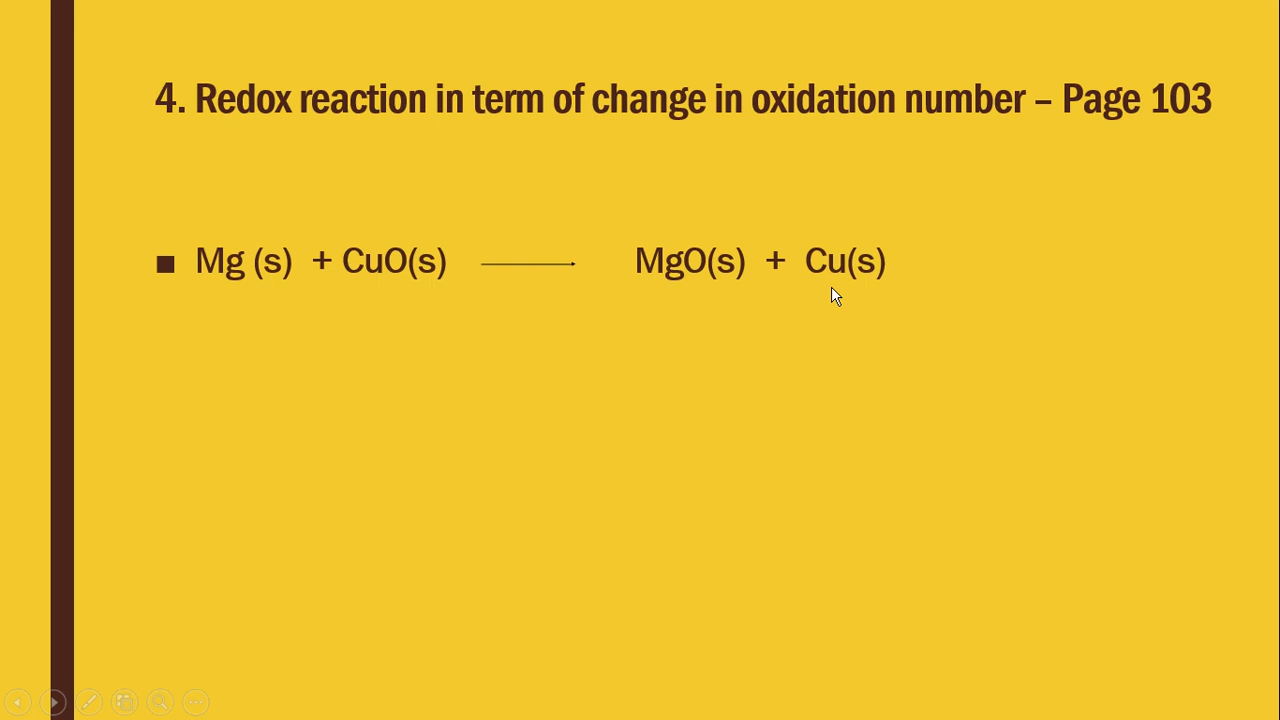 4. Redox reaction in term of change in oxidation number – Page 103
■ Mg (s) + CuO(s) ⟶ MgO(s) + Cu(s)